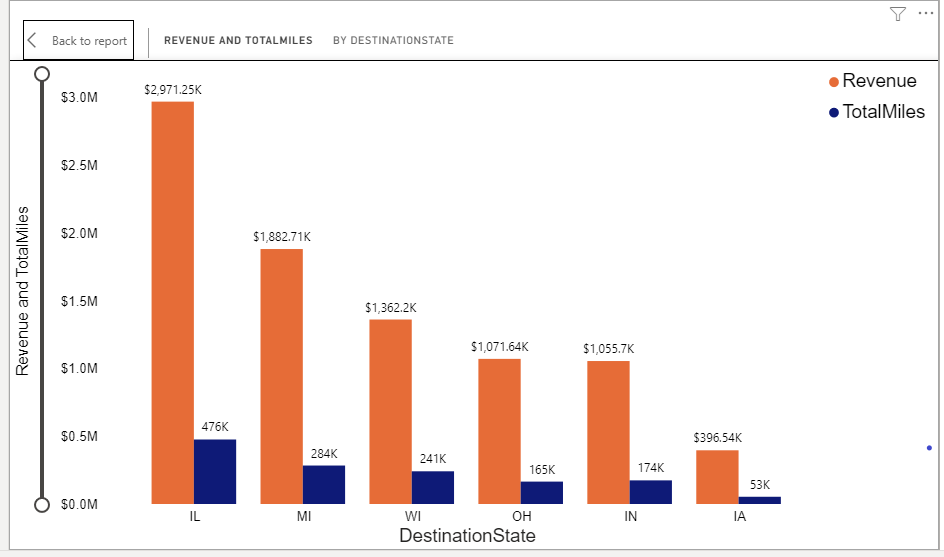 Back to report
REVENUE AND TOTALMILES BY DESTINATIONSTATE
Revenue
TotalMiles
Revenue and TotalMiles
$3.0M
$2.5M
$2.0M
$1.5M
$1.0M
$0.5M
$0.0M
$2,971.25K
476K
$1,882.71K
284K
$1,362.2K
241K
$1,071.64K
165K
$1,055.7K
174K
$396.54K
53K
IL MI WI OH IN IA
DestinationState